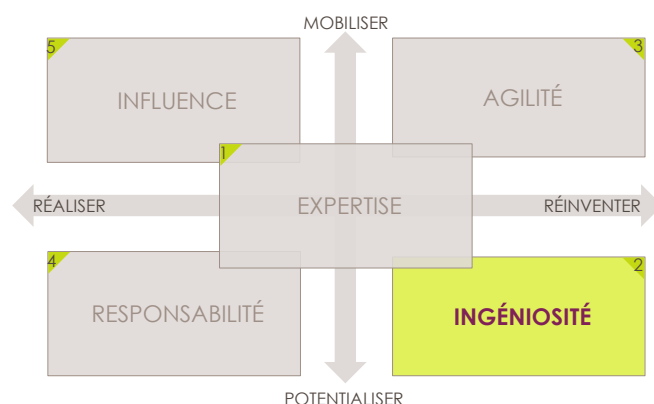 MOBILISER
5
3
INFLUENCE
AGILITÉ
1
EXPERTISE
RÉALISER
RÉINVENTER
4
2
RESPONSABILITÉ
INGÉNIOSITÉ
POTENTIALISER